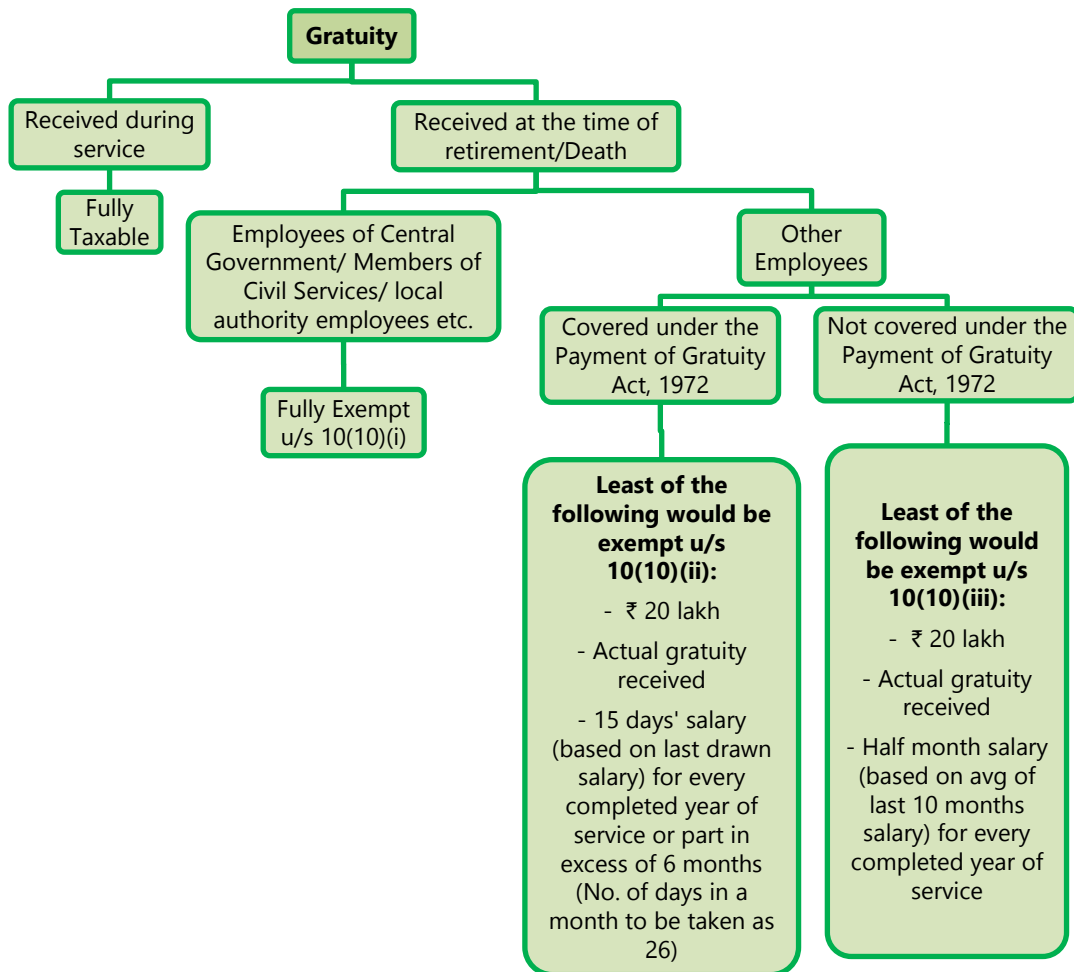 Gratuity
Received during
service
Received at the time of
retirement/Death
Fully
Taxable
Employees of Central
Government/ Members of
Civil Services/ local
authority employees etc.
Other
Employees
Fully Exempt
u/s 10(10)(i)
Covered under the
Payment of Gratuity
Act, 1972
Not covered under the
Payment of Gratuity
Act, 1972
Least of the
following would be
exempt u/s
10(10)(ii):
- ₹ 20 lakh
- Actual gratuity
received
- 15 days' salary
(based on last drawn
salary) for every
completed year of
service or part in
excess of 6 months
(No. of days in a
month to be taken as
26)
Least of the
following would
be exempt u/s
10(10)(iii):
- ₹ 20 lakh
- Actual gratuity
received
- Half month salary
(based on avg of
last 10 months
salary) for every
completed year of
service